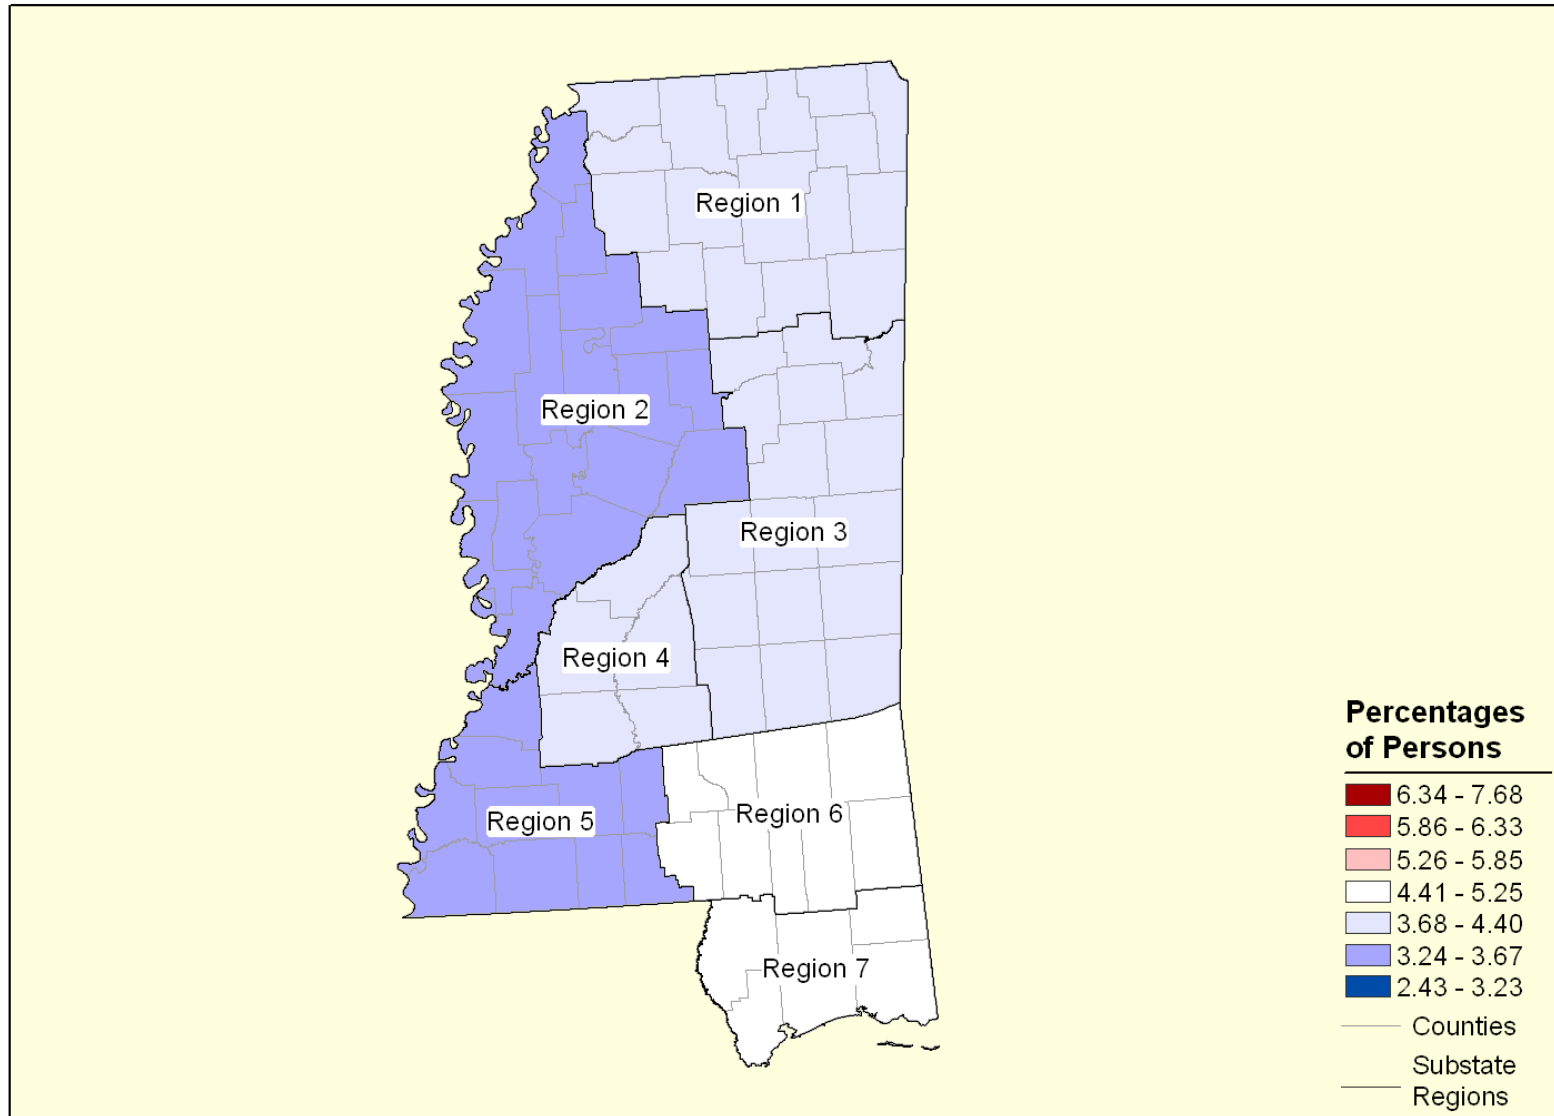 Region 1
Region 2
Region 3
Region 4
Region 5
Region 6
Region 7
Percentages
of Persons
6.34 - 7.68
5.86 - 6.33
5.26 - 5.85
4.41 - 5.25
3.68 - 4.40
3.24 - 3.67
2.43 - 3.23
Counties
Substate
Regions